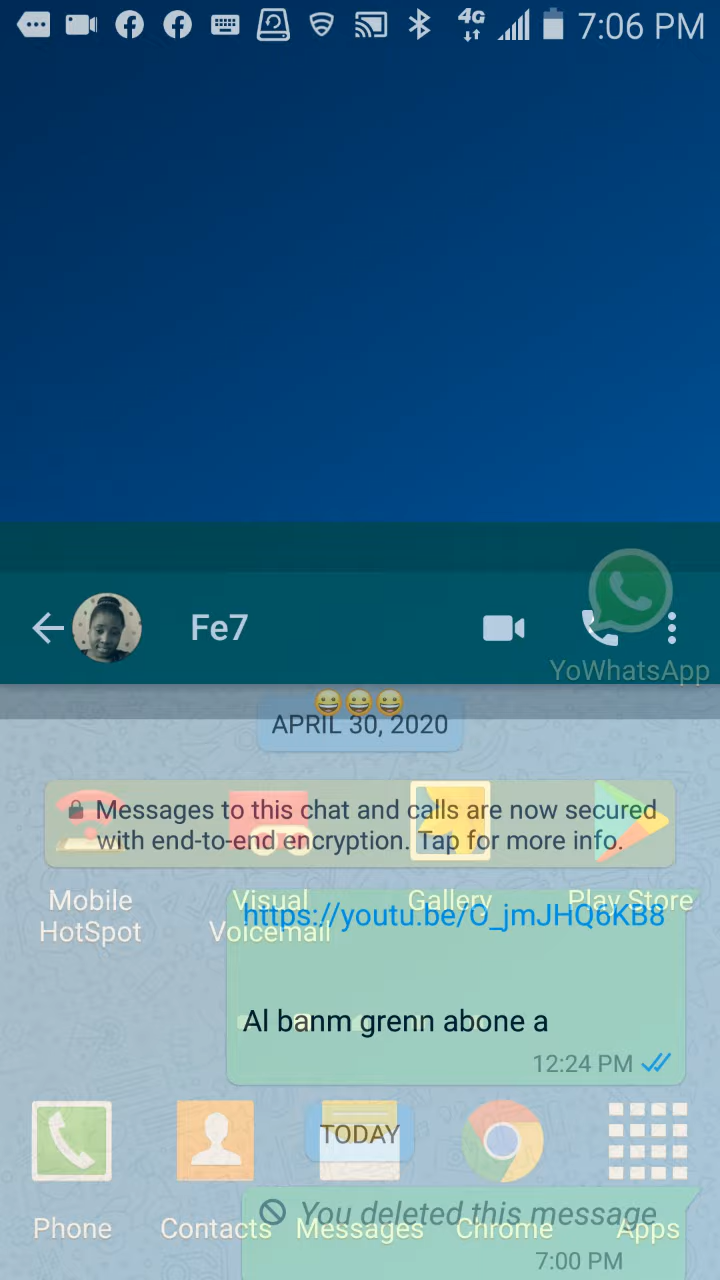 4G 7:06 PM
Fe7
YoWhatsApp
😀😀😀
APRIL 30, 2020
Messages to this chat and calls are now secured
with end-to-end encryption. Tap for more info.
Mobile
HotSpot
Visual
Voicemail
Gallery
Play Store
https://youtu.be/O_jmJHQ6KB8
Al banm grenn abone a
12:24 PM
TODAY
You deleted this message
Phone
Contacts
Messages
Chrome
Apps
7:00 PM